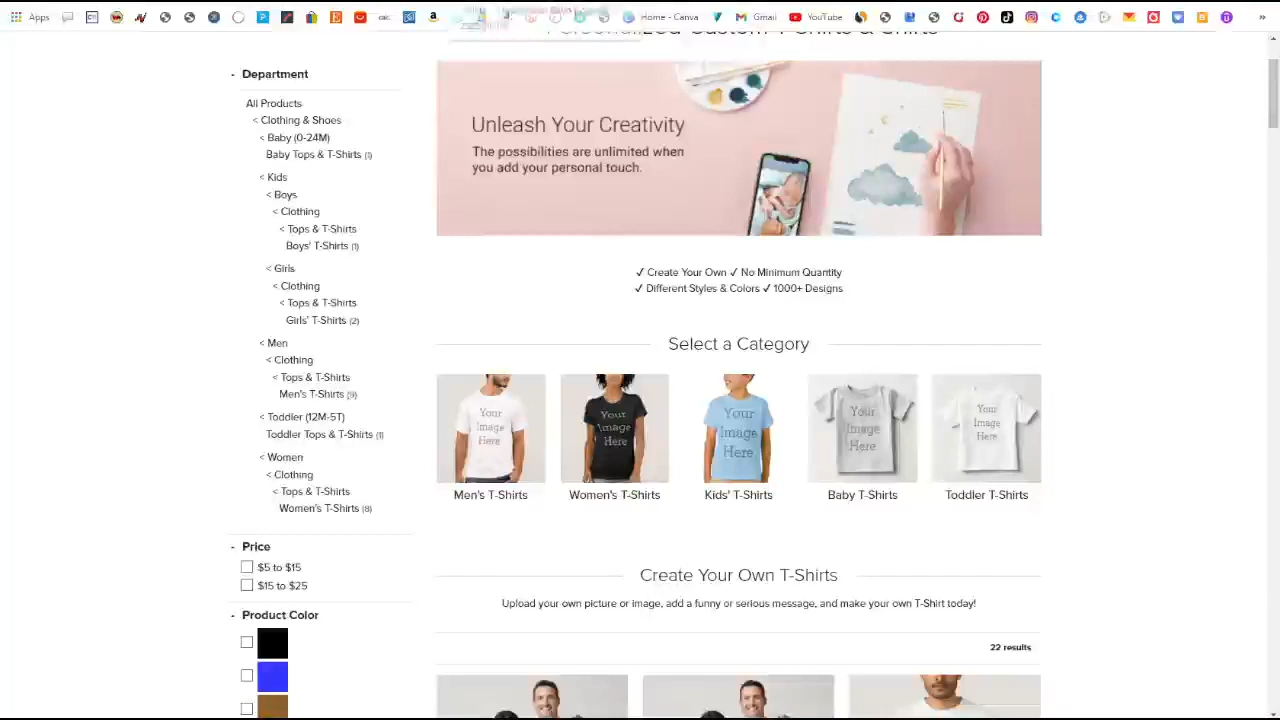 Apps
Home - Canva
Gmail
YouTube
Personalized Custom T-Shirts & Shirts
- Department
All Products
< Clothing & Shoes
< Baby (0-24M)
Baby Tops & T-Shirts (1)
< Kids
< Boys
< Clothing
< Tops & T-Shirts
Boys' T-Shirts (1)
< Girls
< Clothing
< Tops & T-Shirts
Girls' T-Shirts (2)
< Men
< Clothing
< Tops & T-Shirts
Men's T-Shirts (9)
< Toddler (12M-5T)
Toddler Tops & T-Shirts (1)
< Women
< Clothing
< Tops & T-Shirts
Women's T-Shirts (8)
- Price
$5 to $15
$15 to $25
- Product Color
Unleash Your Creativity
The possibilities are unlimited when
you add your personal touch.
✓ Create Your Own ✓ No Minimum Quantity
✓ Different Styles & Colors ✓ 1000+ Designs
Select a Category
Your
Image
Here
Your
Image
Here
Your
Image
Here
Your
Image
Here
Your
Image
Here
Men's T-Shirts
Women's T-Shirts
Kids' T-Shirts
Baby T-Shirts
Toddler T-Shirts
Create Your Own T-Shirts
Upload your own picture or image, add a funny or serious message, and make your own T-Shirt today!
22 results